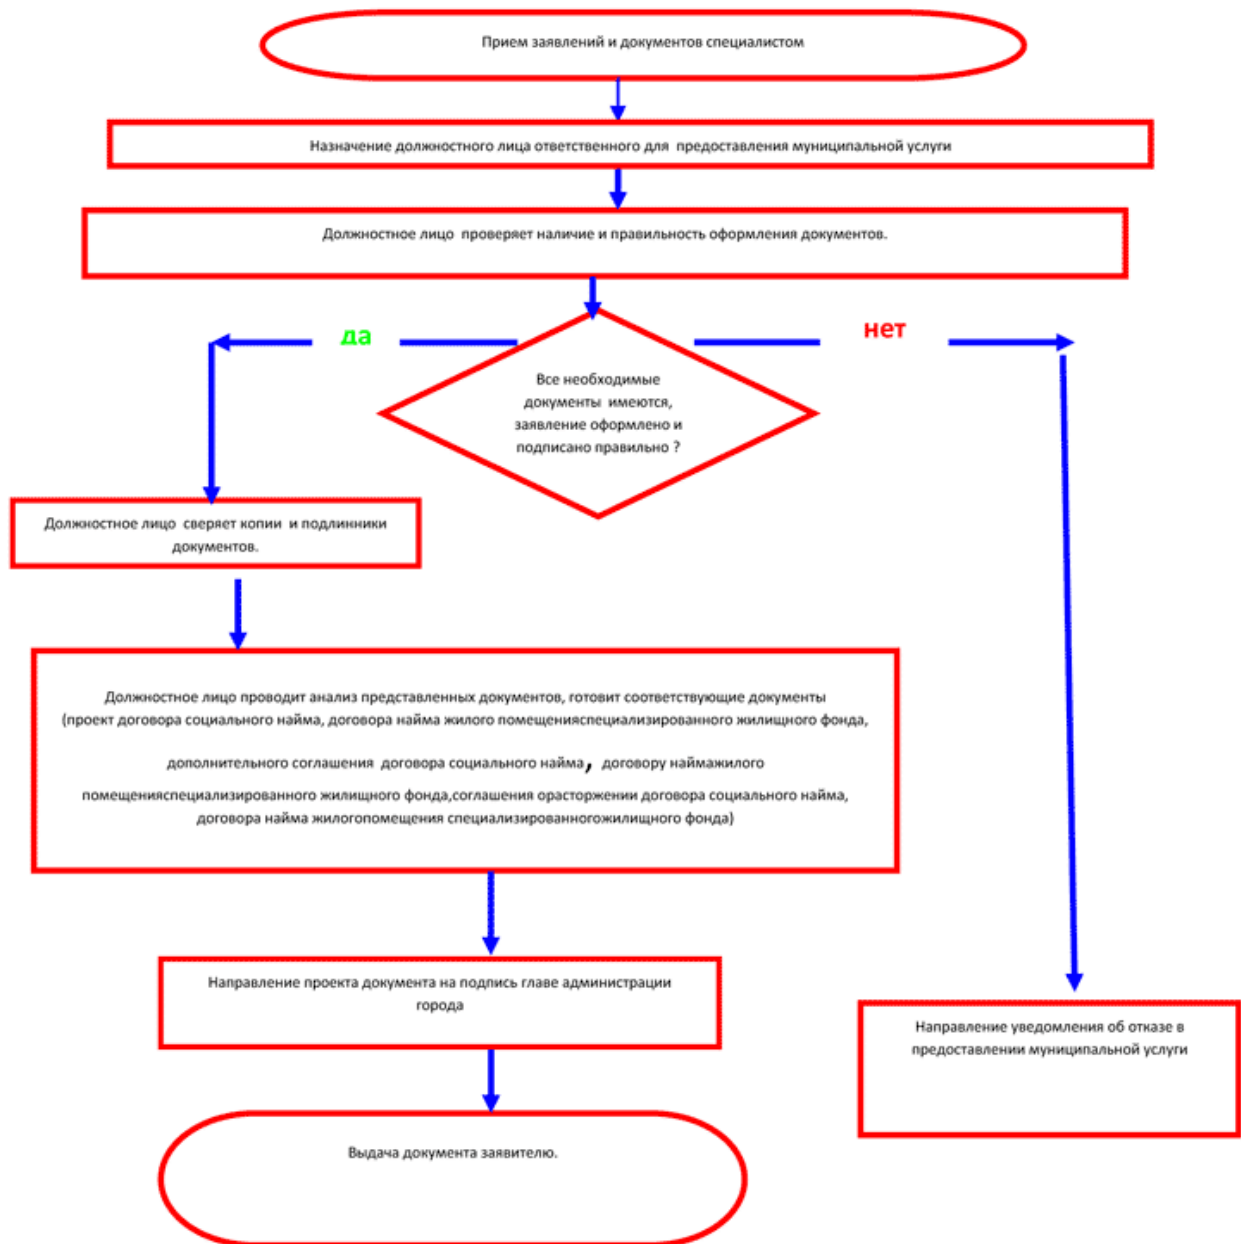 Прием заявлений и документов специалистом
Назначение должностного лица ответственного для предоставления муниципальной услуги
Должностное лицо проверяет наличие и правильность оформления документов.
да
нет
Все необходимые
документы имеются,
заявление оформлено и
подписано правильно ?
Должностное лицо сверяет копии и подлинники
документов.
Должностное лицо проводит анализ представленных документов, готовит соответствующие документы
(проект договора социального найма, договора найма жилого помещенияспециализированного жилищного фонда,
дополнительного соглашения договора социального найма, договору наймажилого
помещенияспециализированного жилищного фонда,соглашения орасторжении договора социального найма,
договора найма жилогопомещения специализированногожилищного фонда)
Направление проекта документа на подпись главе администрации
города
Направление уведомления об отказе в
предоставлении муниципальной услуги
Выдача документа заявителю.